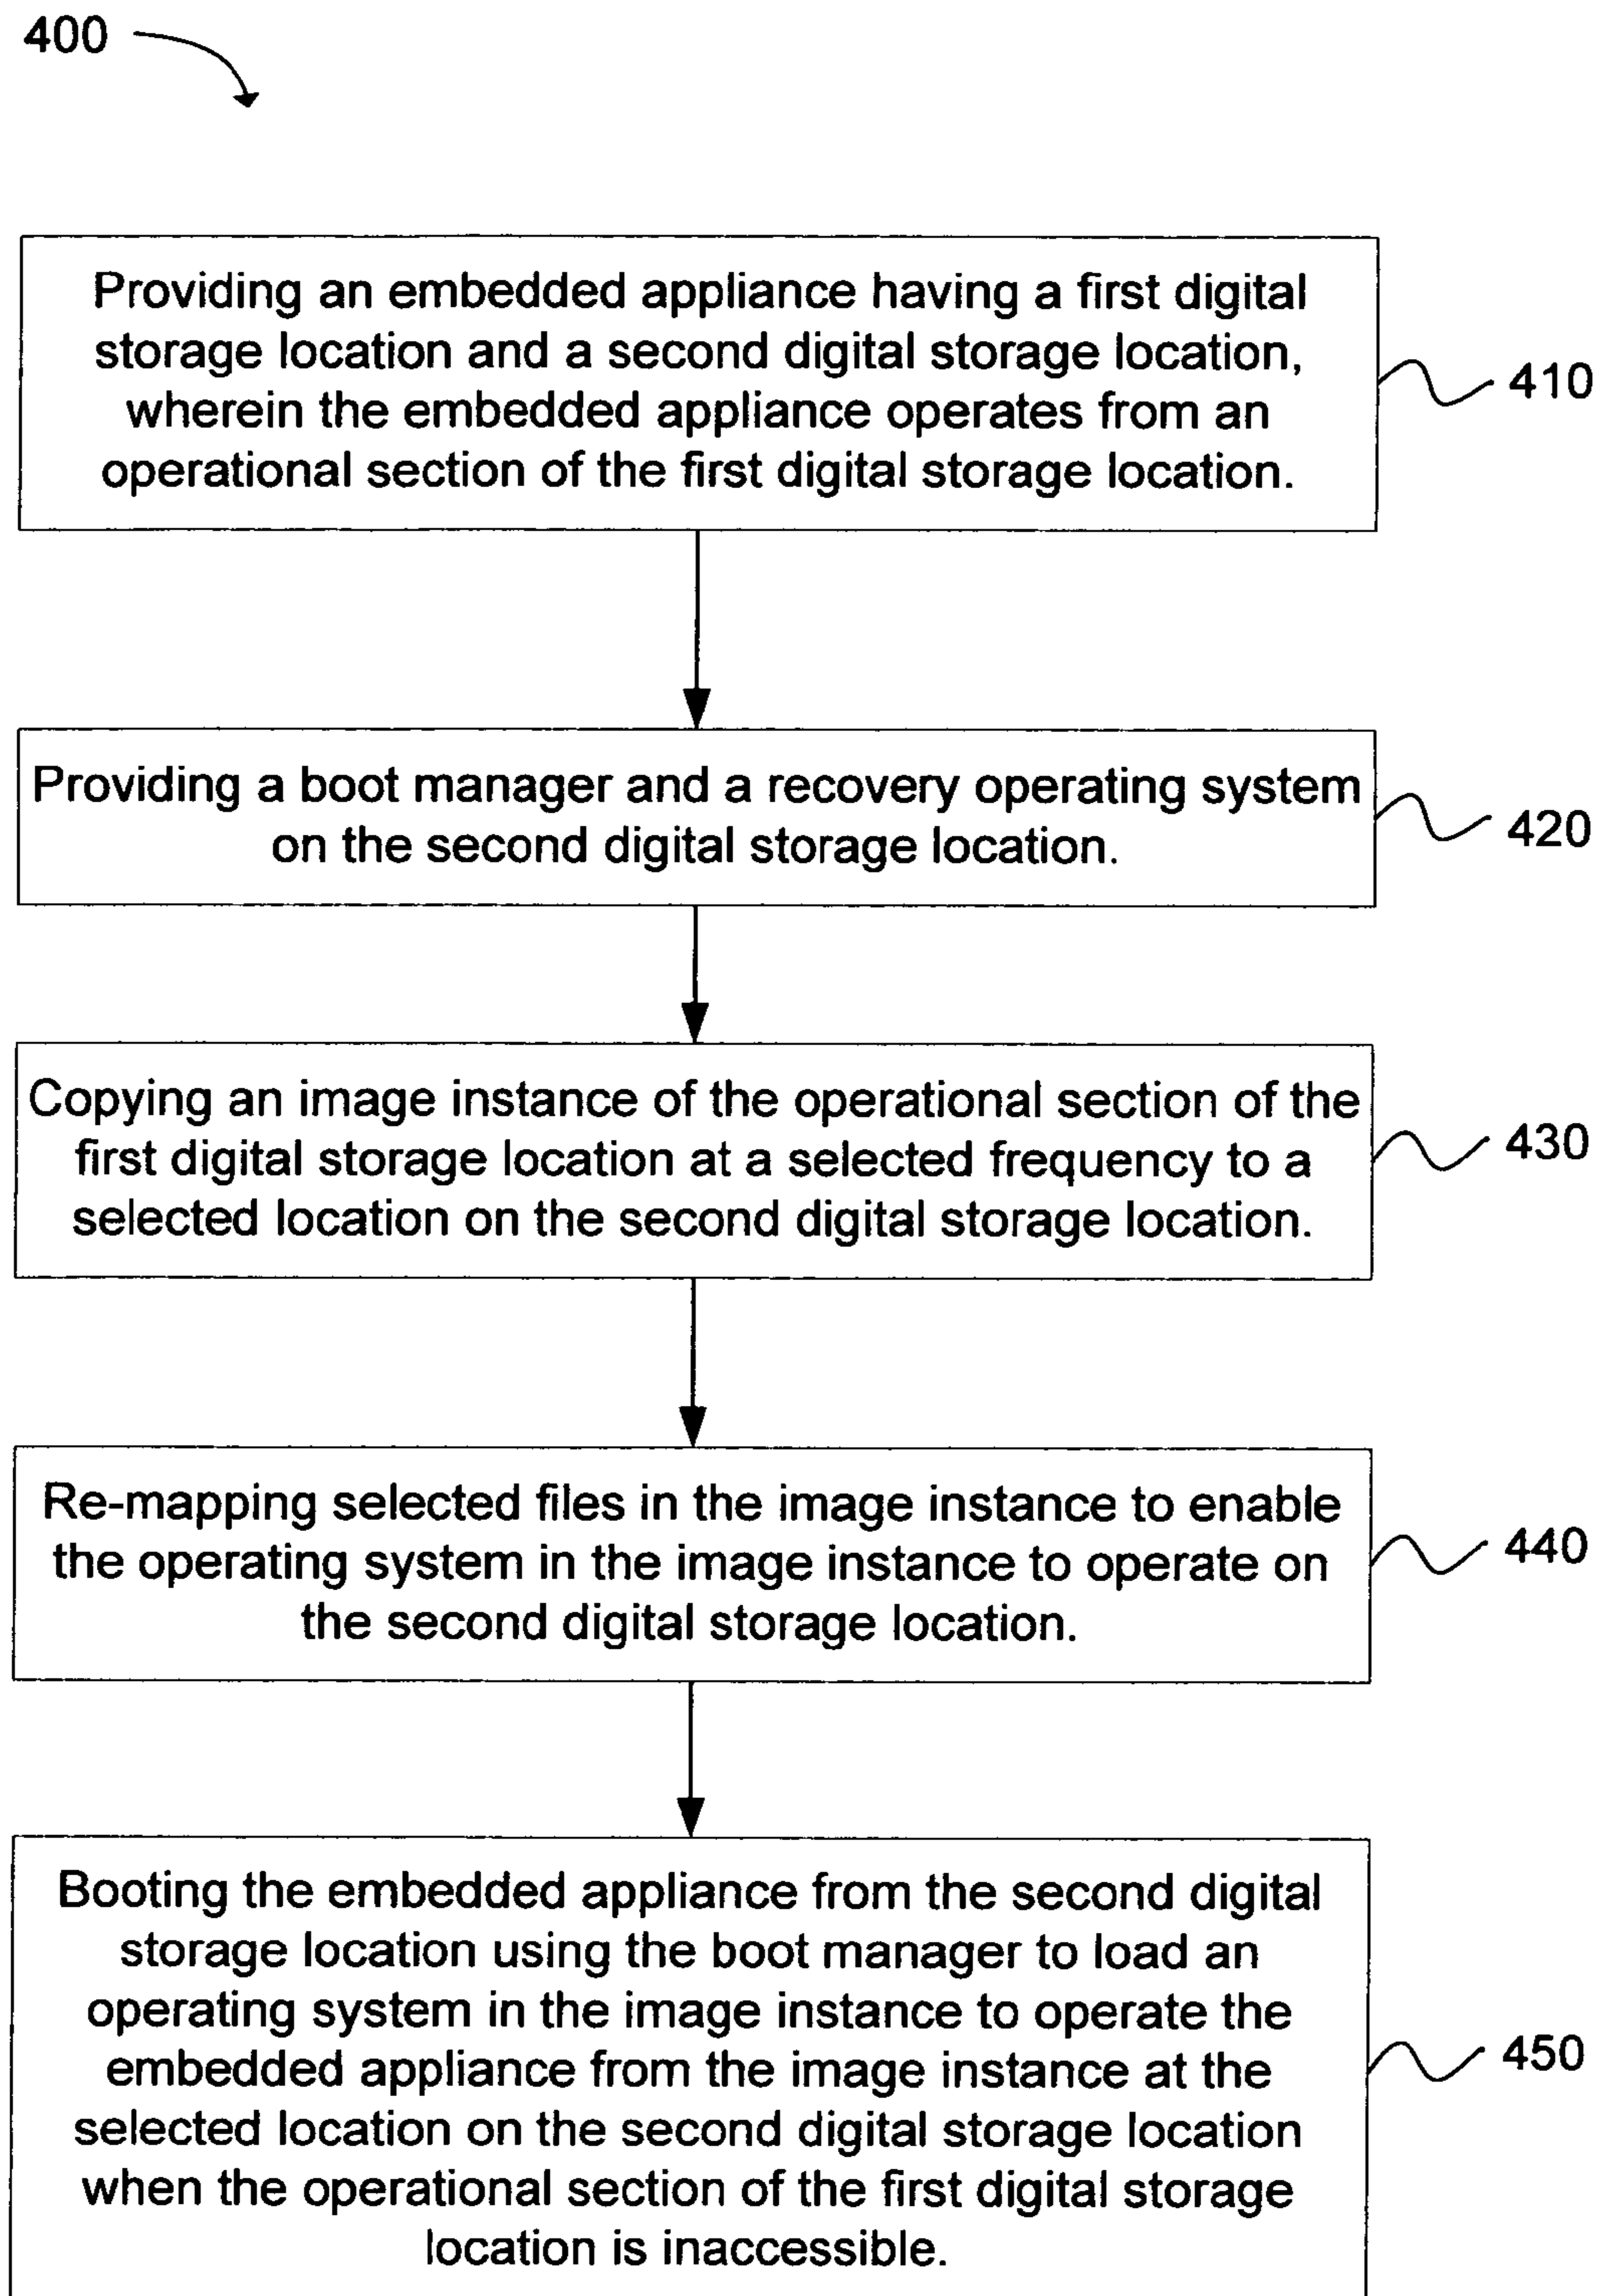 400
Providing an embedded appliance having a first digital
storage location and a second digital storage location,
wherein the embedded appliance operates from an
operational section of the first digital storage location.
410
Providing a boot manager and a recovery operating system
on the second digital storage location.
420
Copying an image instance of the operational section of the
first digital storage location at a selected frequency to a
selected location on the second digital storage location.
430
Re-mapping selected files in the image instance to enable
the operating system in the image instance to operate on
the second digital storage location.
440
Booting the embedded appliance from the second digital
storage location using the boot manager to load an
operating system in the image instance to operate the
embedded appliance from the image instance at the
selected location on the second digital storage location
when the operational section of the first digital storage
location is inaccessible.
450